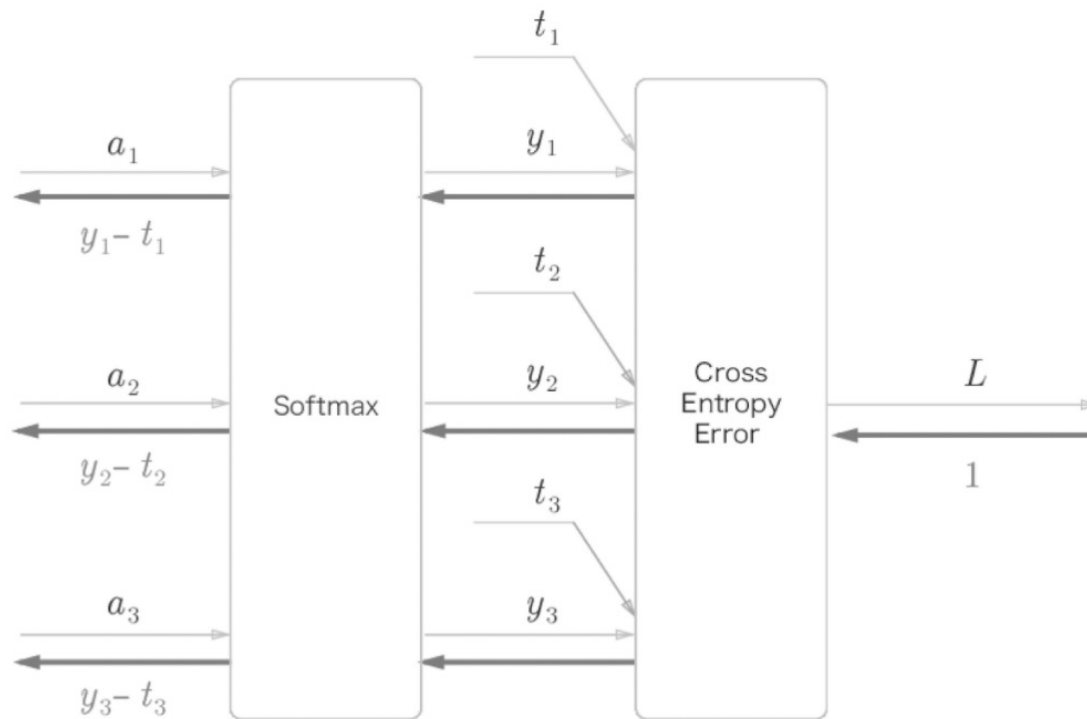 t₁
a₁
y₁
y₁− t₁
t₂
a₂
y₂
Softmax
Cross
Entropy
Error
L
y₂− t₂
1
t₃
a₃
y₃
y₃− t₃